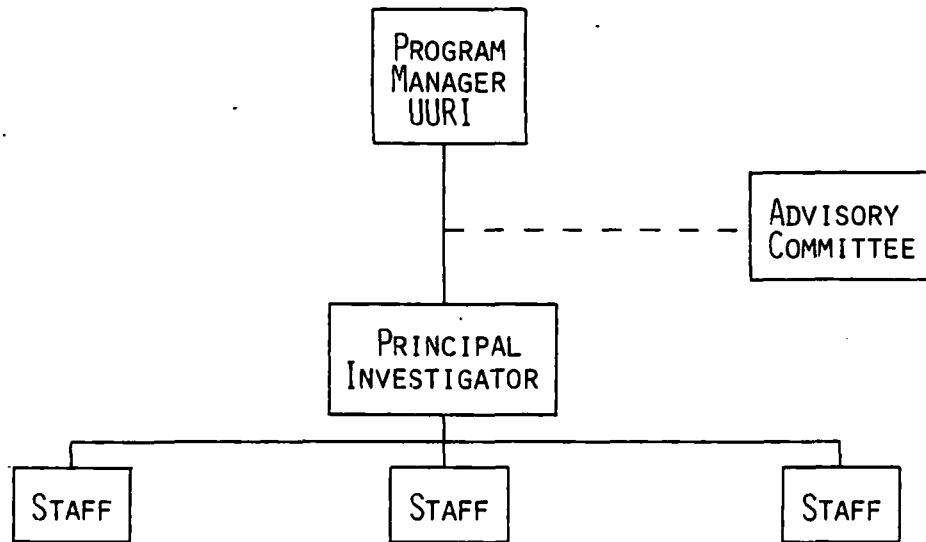 PROGRAM
MANAGER
UURI
ADVISORY
COMMITTEE
PRINCIPAL
INVESTIGATOR
STAFF
STAFF
STAFF